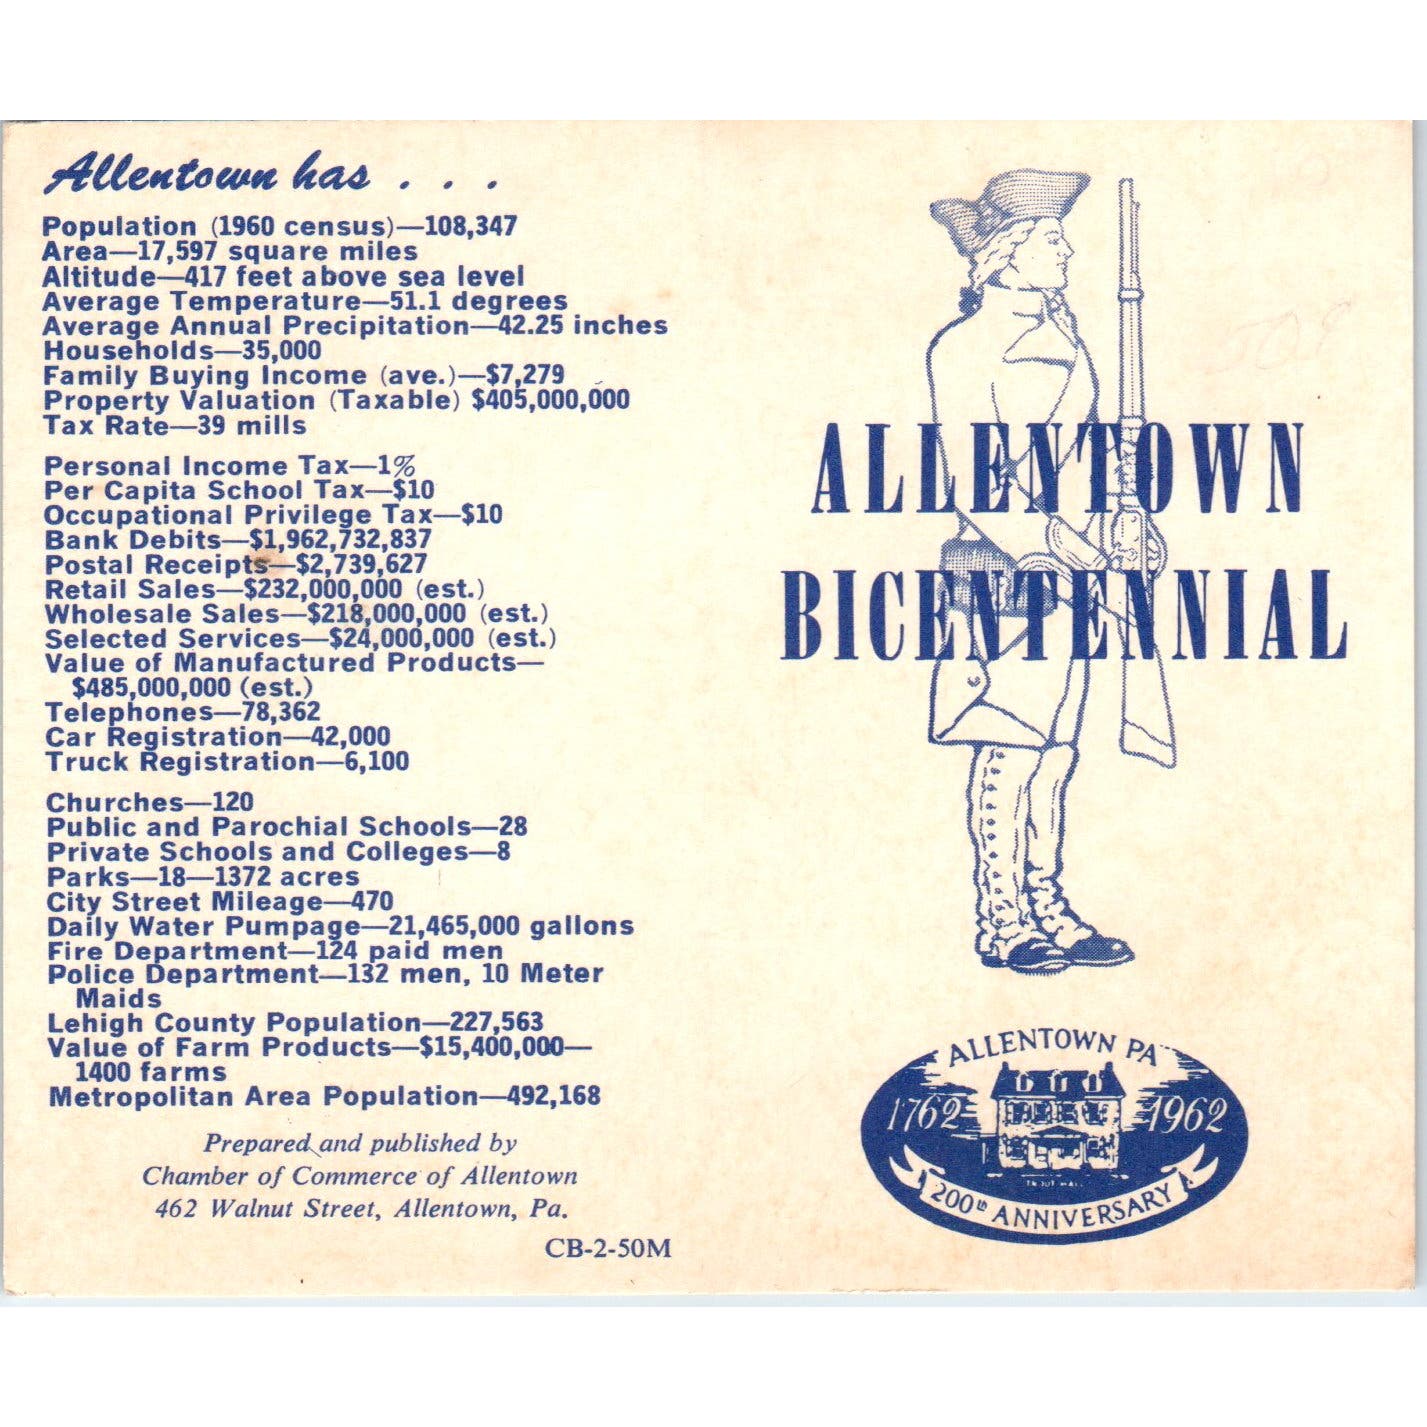 Allentown has . . .
Population (1960 census)—108,347
Area—17,597 square miles
Altitude—417 feet above sea level
Average Temperature—51.1 degrees
Average Annual Precipitation—42.25 inches
Households—35,000
Family Buying Income (ave.)—$7,279
Property Valuation (Taxable) $405,000,000
Tax Rate—39 mills
Personal Income Tax—1%
Per Capita School Tax—$10
Occupational Privilege Tax—$10
Bank Debits—$1,962,732,837
Postal Receipts—$2,739,627
Retail Sales—$232,000,000 (est.)
Wholesale Sales—$218,000,000 (est.)
Selected Services—$24,000,000 (est.)
Value of Manufactured Products—
$485,000,000 (est.)
Telephones—78,362
Car Registration—42,000
Truck Registration—6,100
Churches—120
Public and Parochial Schools—28
Private Schools and Colleges—8
Parks—18—1372 acres
City Street Mileage—470
Daily Water Pumpage—21,465,000 gallons
Fire Department—124 paid men
Police Department—132 men, 10 Meter
Maids
Lehigh County Population—227,563
Value of Farm Products—$15,400,000—
1400 farms
Metropolitan Area Population—492,168
Prepared and published by
Chamber of Commerce of Allentown
462 Walnut Street, Allentown, Pa.
CB-2-50M
ALLENTOWN
BICENTENNIAL
ALLENTOWN PA
1762 1962
200th ANNIVERSARY